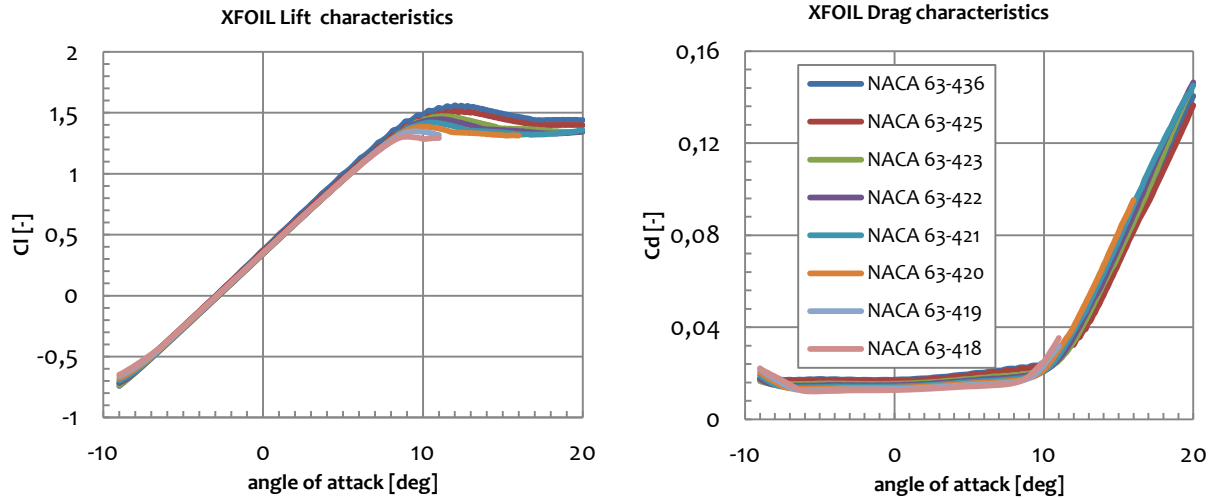 XFOIL Lift  characteristics
2
1,5
1
0,5
0
-0,5
-1
Cl [-]
-10
0
10
20
angle of attack [deg]
XFOIL Drag characteristics
0,16
0,12
0,08
0,04
0
Cd [-]
NACA 63-436
NACA 63-425
NACA 63-423
NACA 63-422
NACA 63-421
NACA 63-420
NACA 63-419
NACA 63-418
-10
0
10
20
angle of attack [deg]